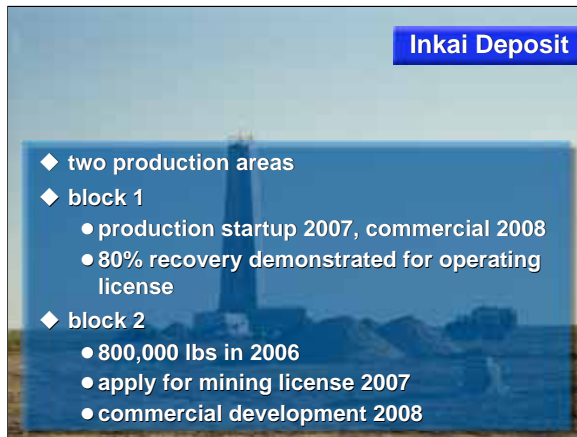 Inkai Deposit
◆ two production areas
◆ block 1
● production startup 2007, commercial 2008
● 80% recovery demonstrated for operating
license
◆ block 2
● 800,000 lbs in 2006
● apply for mining license 2007
● commercial development 2008